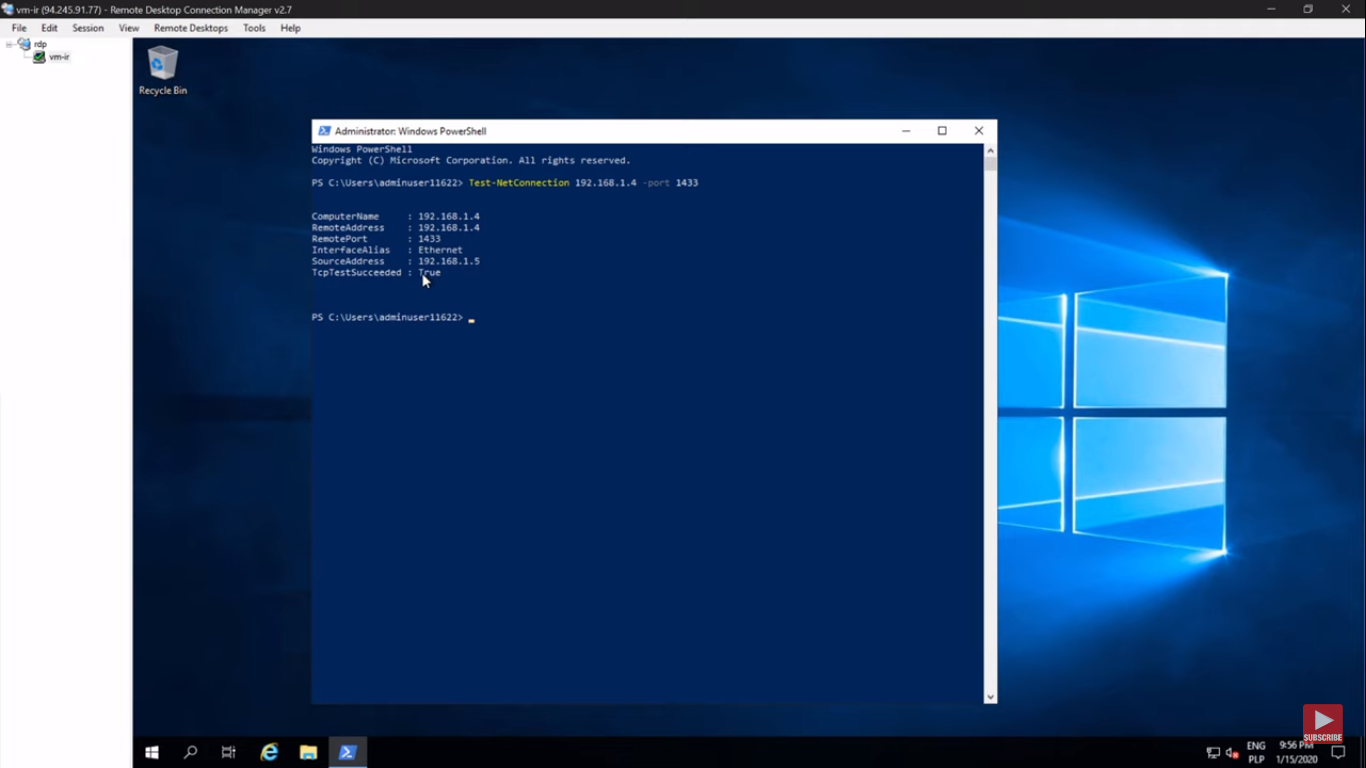 vm-ir (94.245.91.77) - Remote Desktop Connection Manager v2.7
File Edit Session View Remote Desktops Tools Help
rdp
vm-ir
Recycle Bin
Administrator: Windows PowerShell
Windows PowerShell
Copyright (C) Microsoft Corporation. All rights reserved.
PS C:\Users\adminuser11622> Test-NetConnection 192.168.1.4 -port 1433
ComputerName : 192.168.1.4
RemoteAddress : 192.168.1.4
RemotePort : 1433
InterfaceAlias : Ethernet
SourceAddress : 192.168.1.5
TcpTestSucceeded : True
PS C:\Users\adminuser11622>
SUBSCRIBE
ENG 9:56 PM
PLP 1/15/2020